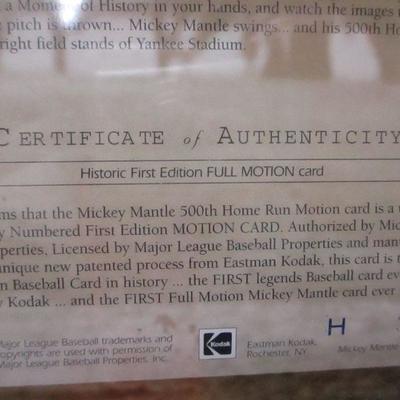 a Moment of History in your hands, and watch the images
pitch is thrown... Mickey Mantle swings... and his 500th Ho
right field stands of Yankee Stadium.
CERTIFICATE of AUTHENTICITY
Historic First Edition FULL MOTION card
ms that the Mickey Mantle 500th Home Run Motion card is a
y Numbered First Edition MOTION CARD. Authorized by Mic
operties, Licensed by Major League Baseball Properties and man
unique new patented process from Eastman Kodak, this card is t
n Baseball Card in history ... the FIRST legends Baseball card eve
y Kodak ... and the FIRST Full Motion Mickey Mantle card ever
Major League Baseball trademarks and
copyrights are used with permission of
Major League Baseball Properties, Inc.
Kodak
Eastman Kodak,
Rochester, NY
H
Mickey Mantle